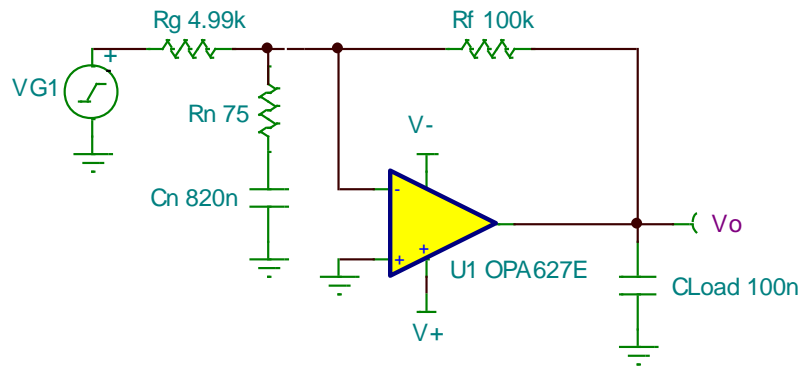 Rg 4.99k
Rf 100k
+
VG1
Rn 75
V-
Cn 820n
-
+
+
Vo
U1 OPA627E
CLoad 100n
V+